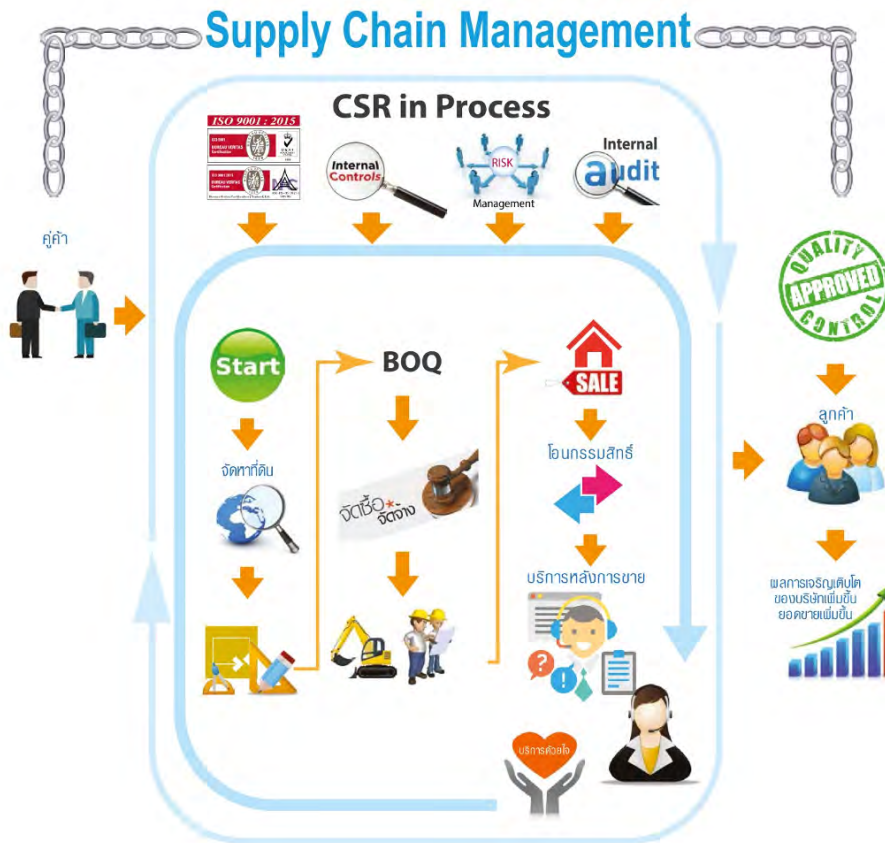 Supply Chain Management
CSR in Process
ISO 9001 : 2015
BUREAU VERITAS
Certification
Internal
Controls
RISK
Management
Internal
audit
คู่ค้า
QUALITY
APPROVED
CONTROL
Start
BOQ
SALE
ลูกค้า
จัดหาที่ดิน
จัดซื้อ*
จัดจ้าง
โอนกรรมสิทธิ์
บริการหลังการขาย
ผลการเจริญเติบโต
ของบริษัทเพิ่มขึ้น
ยอดขายเพิ่มขึ้น
บริการด้วยใจ